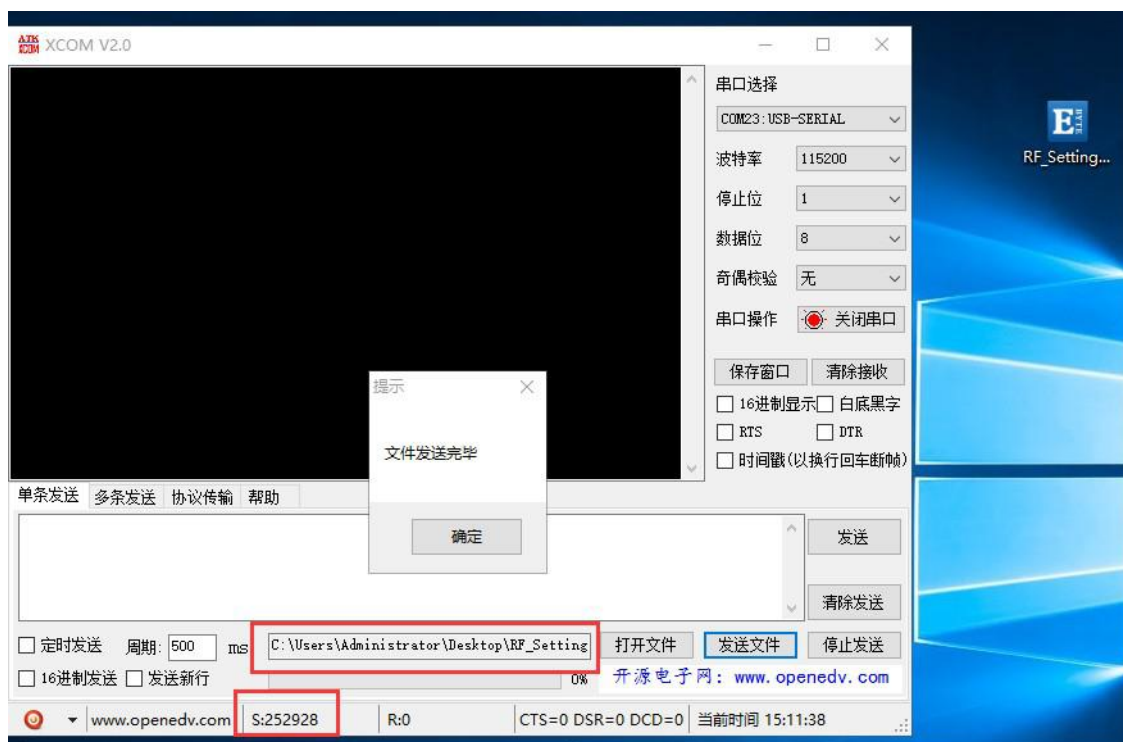 XCOM V2.0
串口选择
COM23:USB-SERIAL
波特率 115200
停止位 1
数据位 8
奇偶校验 无
串口操作 关闭串口
保存窗口 清除接收
16进制显示 白底黑字
RTS DTR
时间戳(以换行回车断帧)
RF_Setting...
提示
文件发送完毕
确定
单条发送 多条发送 协议传输 帮助
发送
清除发送
定时发送 周期: 500 ms C:\Users\Administrator\Desktop\RF_Setting 打开文件 发送文件 停止发送
16进制发送 发送新行 0% 开源电子网: www.openedv.com
www.openedv.com S:252928 R:0 CTS=0 DSR=0 DCD=0 当前时间 15:11:38